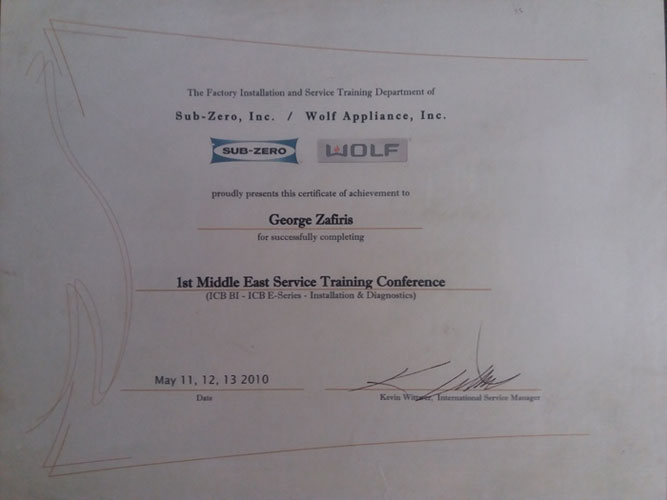 The Factory Installation and Service Training Department of
Sub-Zero, Inc. / Wolf Appliance, Inc.
SUB-ZERO WOLF
proudly presents this certificate of achievement to
George Zafiris
for successfully completing
1st Middle East Service Training Conference
(ICB BI - ICB E-Series - Installation & Diagnostics)
May 11, 12, 13 2010
Date
Kevin International Service Manager